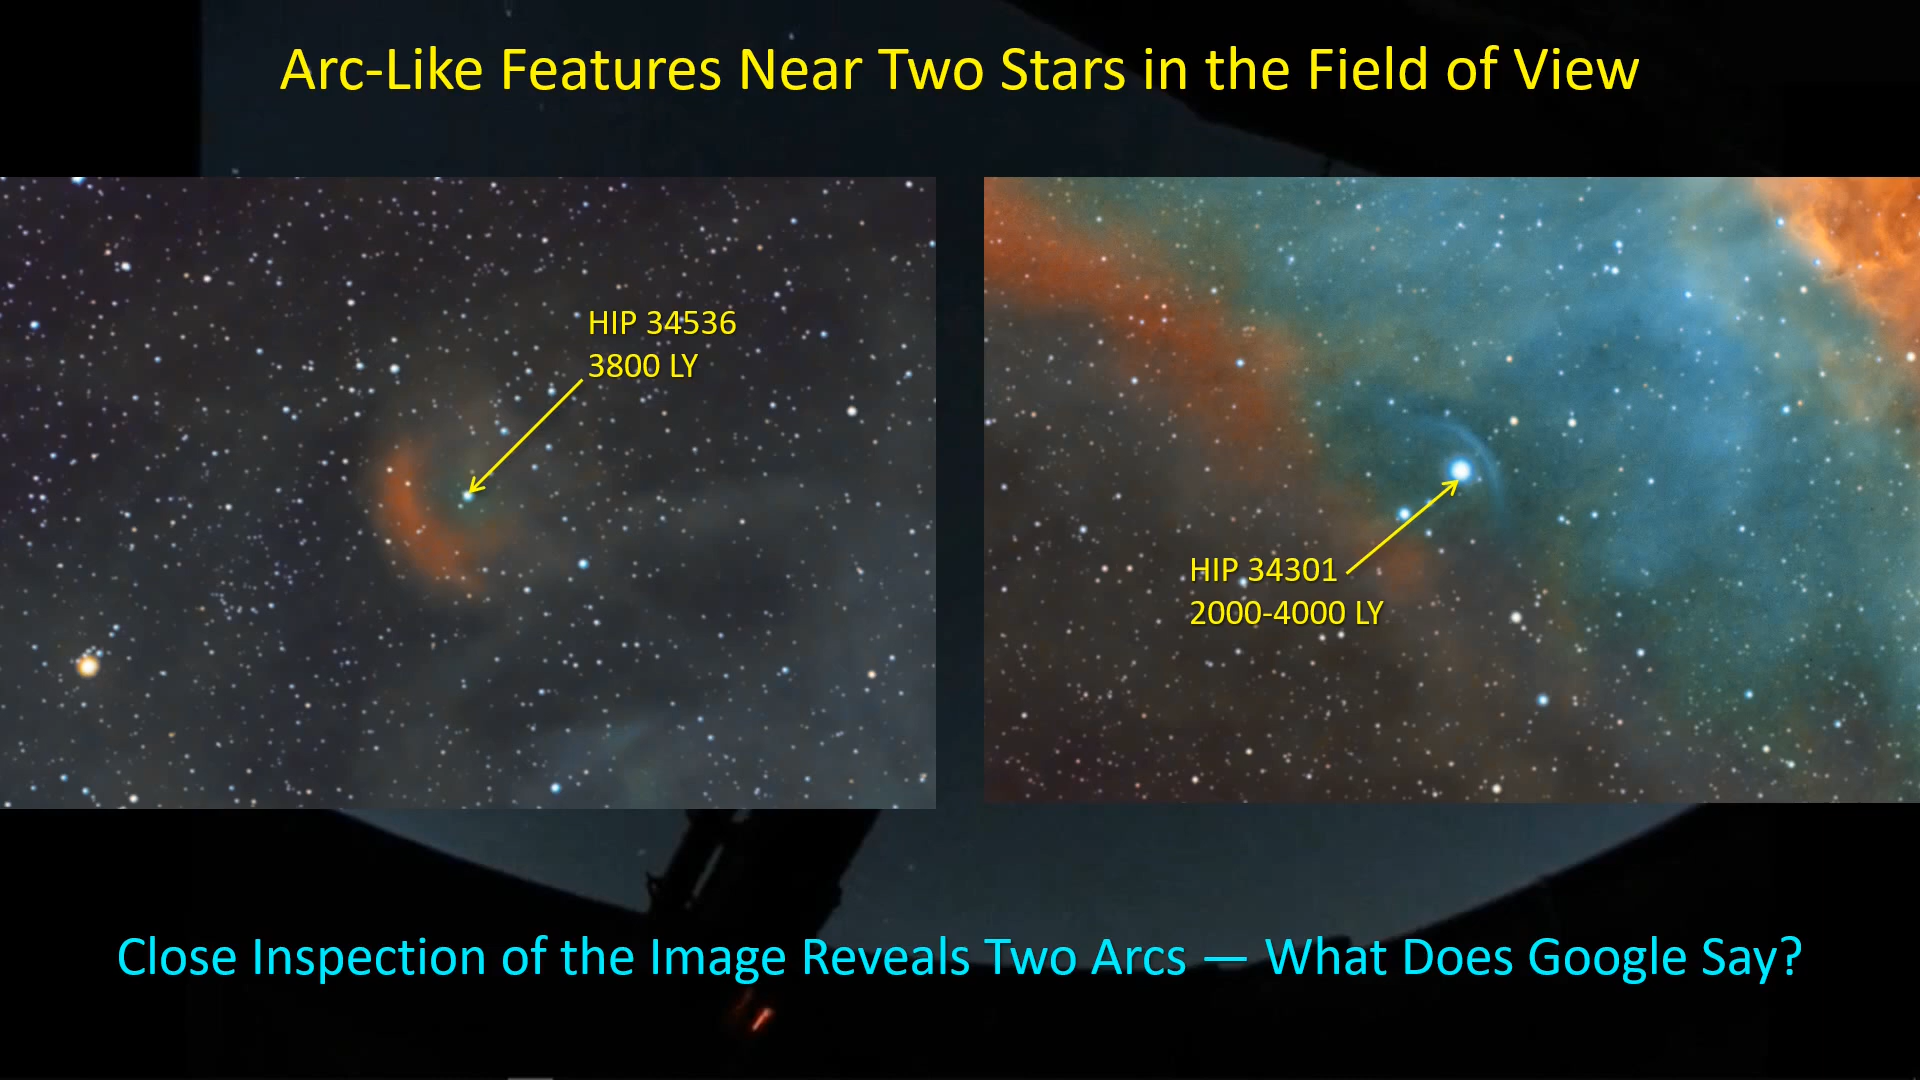 Arc-Like Features Near Two Stars in the Field of View
HIP 34536
3800 LY
HIP 34301
2000-4000 LY
Close Inspection of the Image Reveals Two Arcs — What Does Google Say?